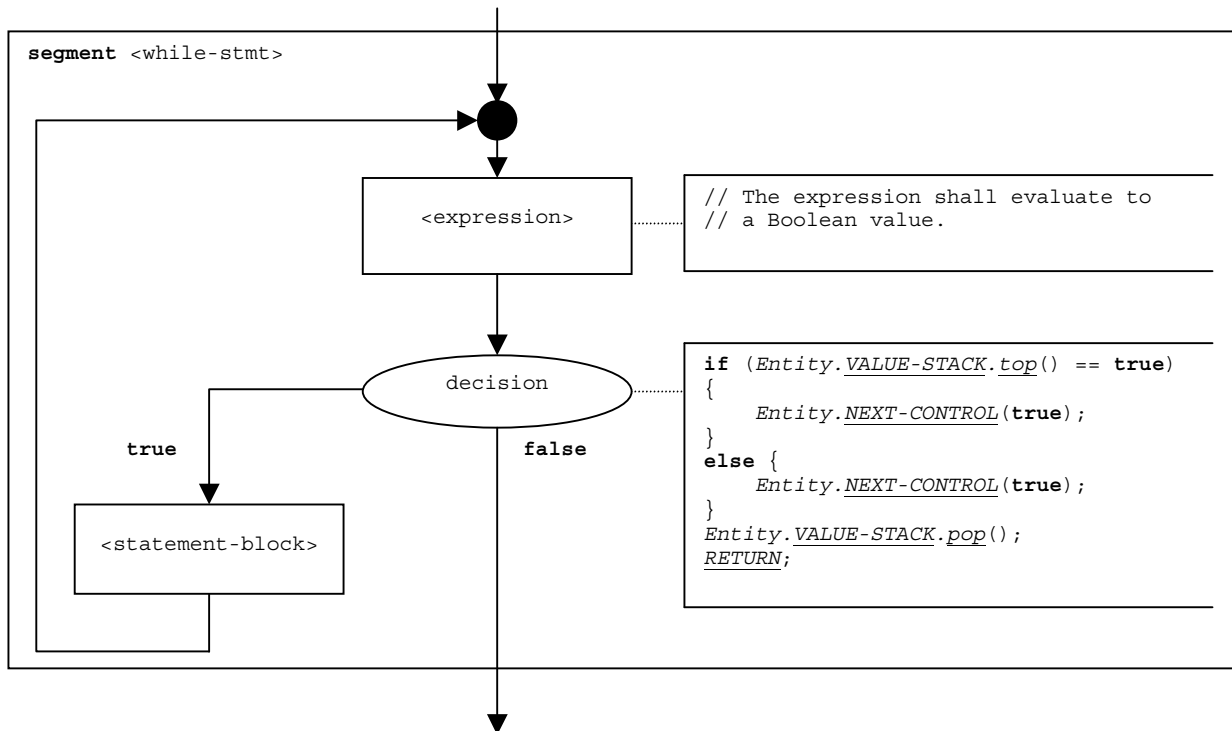 segment <while-stmt>
<expression>
// The expression shall evaluate to
// a Boolean value.
decision
if (Entity.VALUE-STACK.top() == true)
{
Entity.NEXT-CONTROL(true);
}
else {
Entity.NEXT-CONTROL(true);
}
Entity.VALUE-STACK.pop();
RETURN;
true
false
<statement-block>